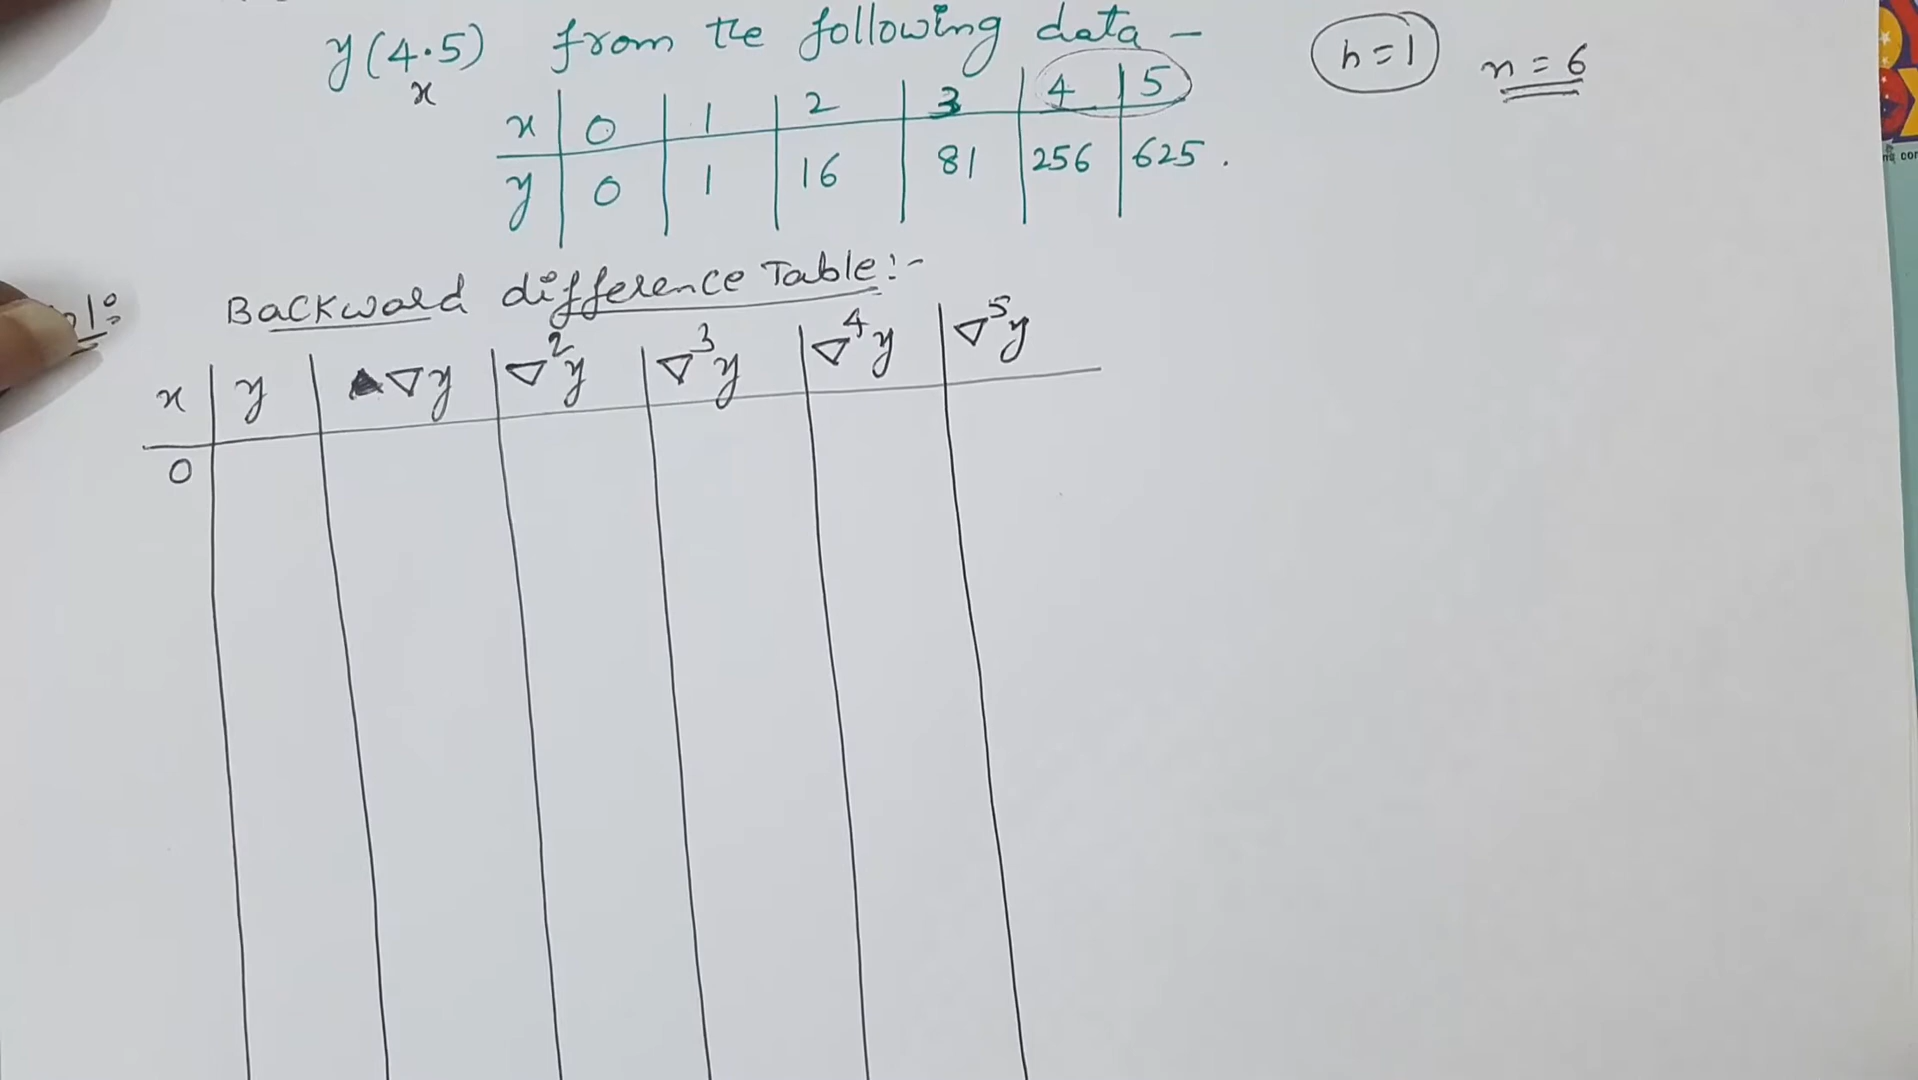 y(4.5) from the following data -
x
h=1
n=6
x 0 1 2 3 4 5
y 0 1 16 81 256 625.
Backward difference Table:-
x y ∇y ∇²y ∇³y ∇⁴y ∇⁵y
0